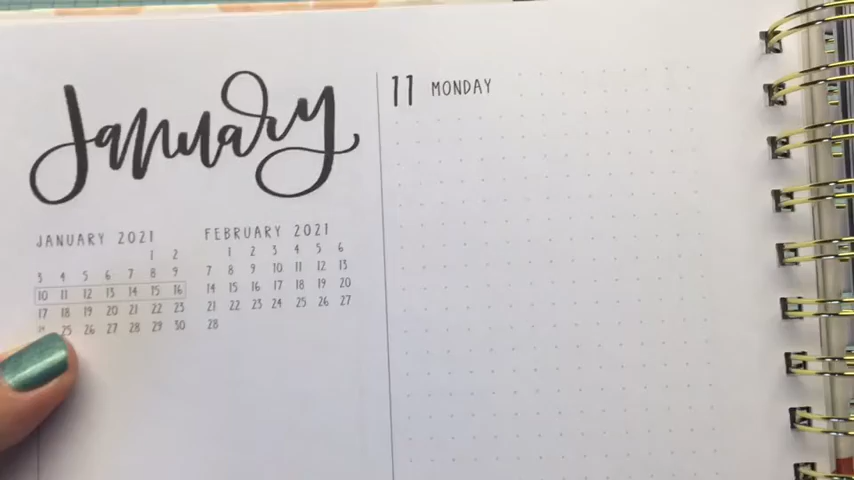 January
11 MONDAY
JANUARY 2021
1 2
3 4 5 6 7 8 9
10 11 12 13 14 15 16
17 18 19 20 21 22 23
25 26 27 28 29 30
FEBRUARY 2021
1 2 3 4 5 6
7 8 9 10 11 12 13
14 15 16 17 18 19 20
21 22 23 24 25 26 27
28